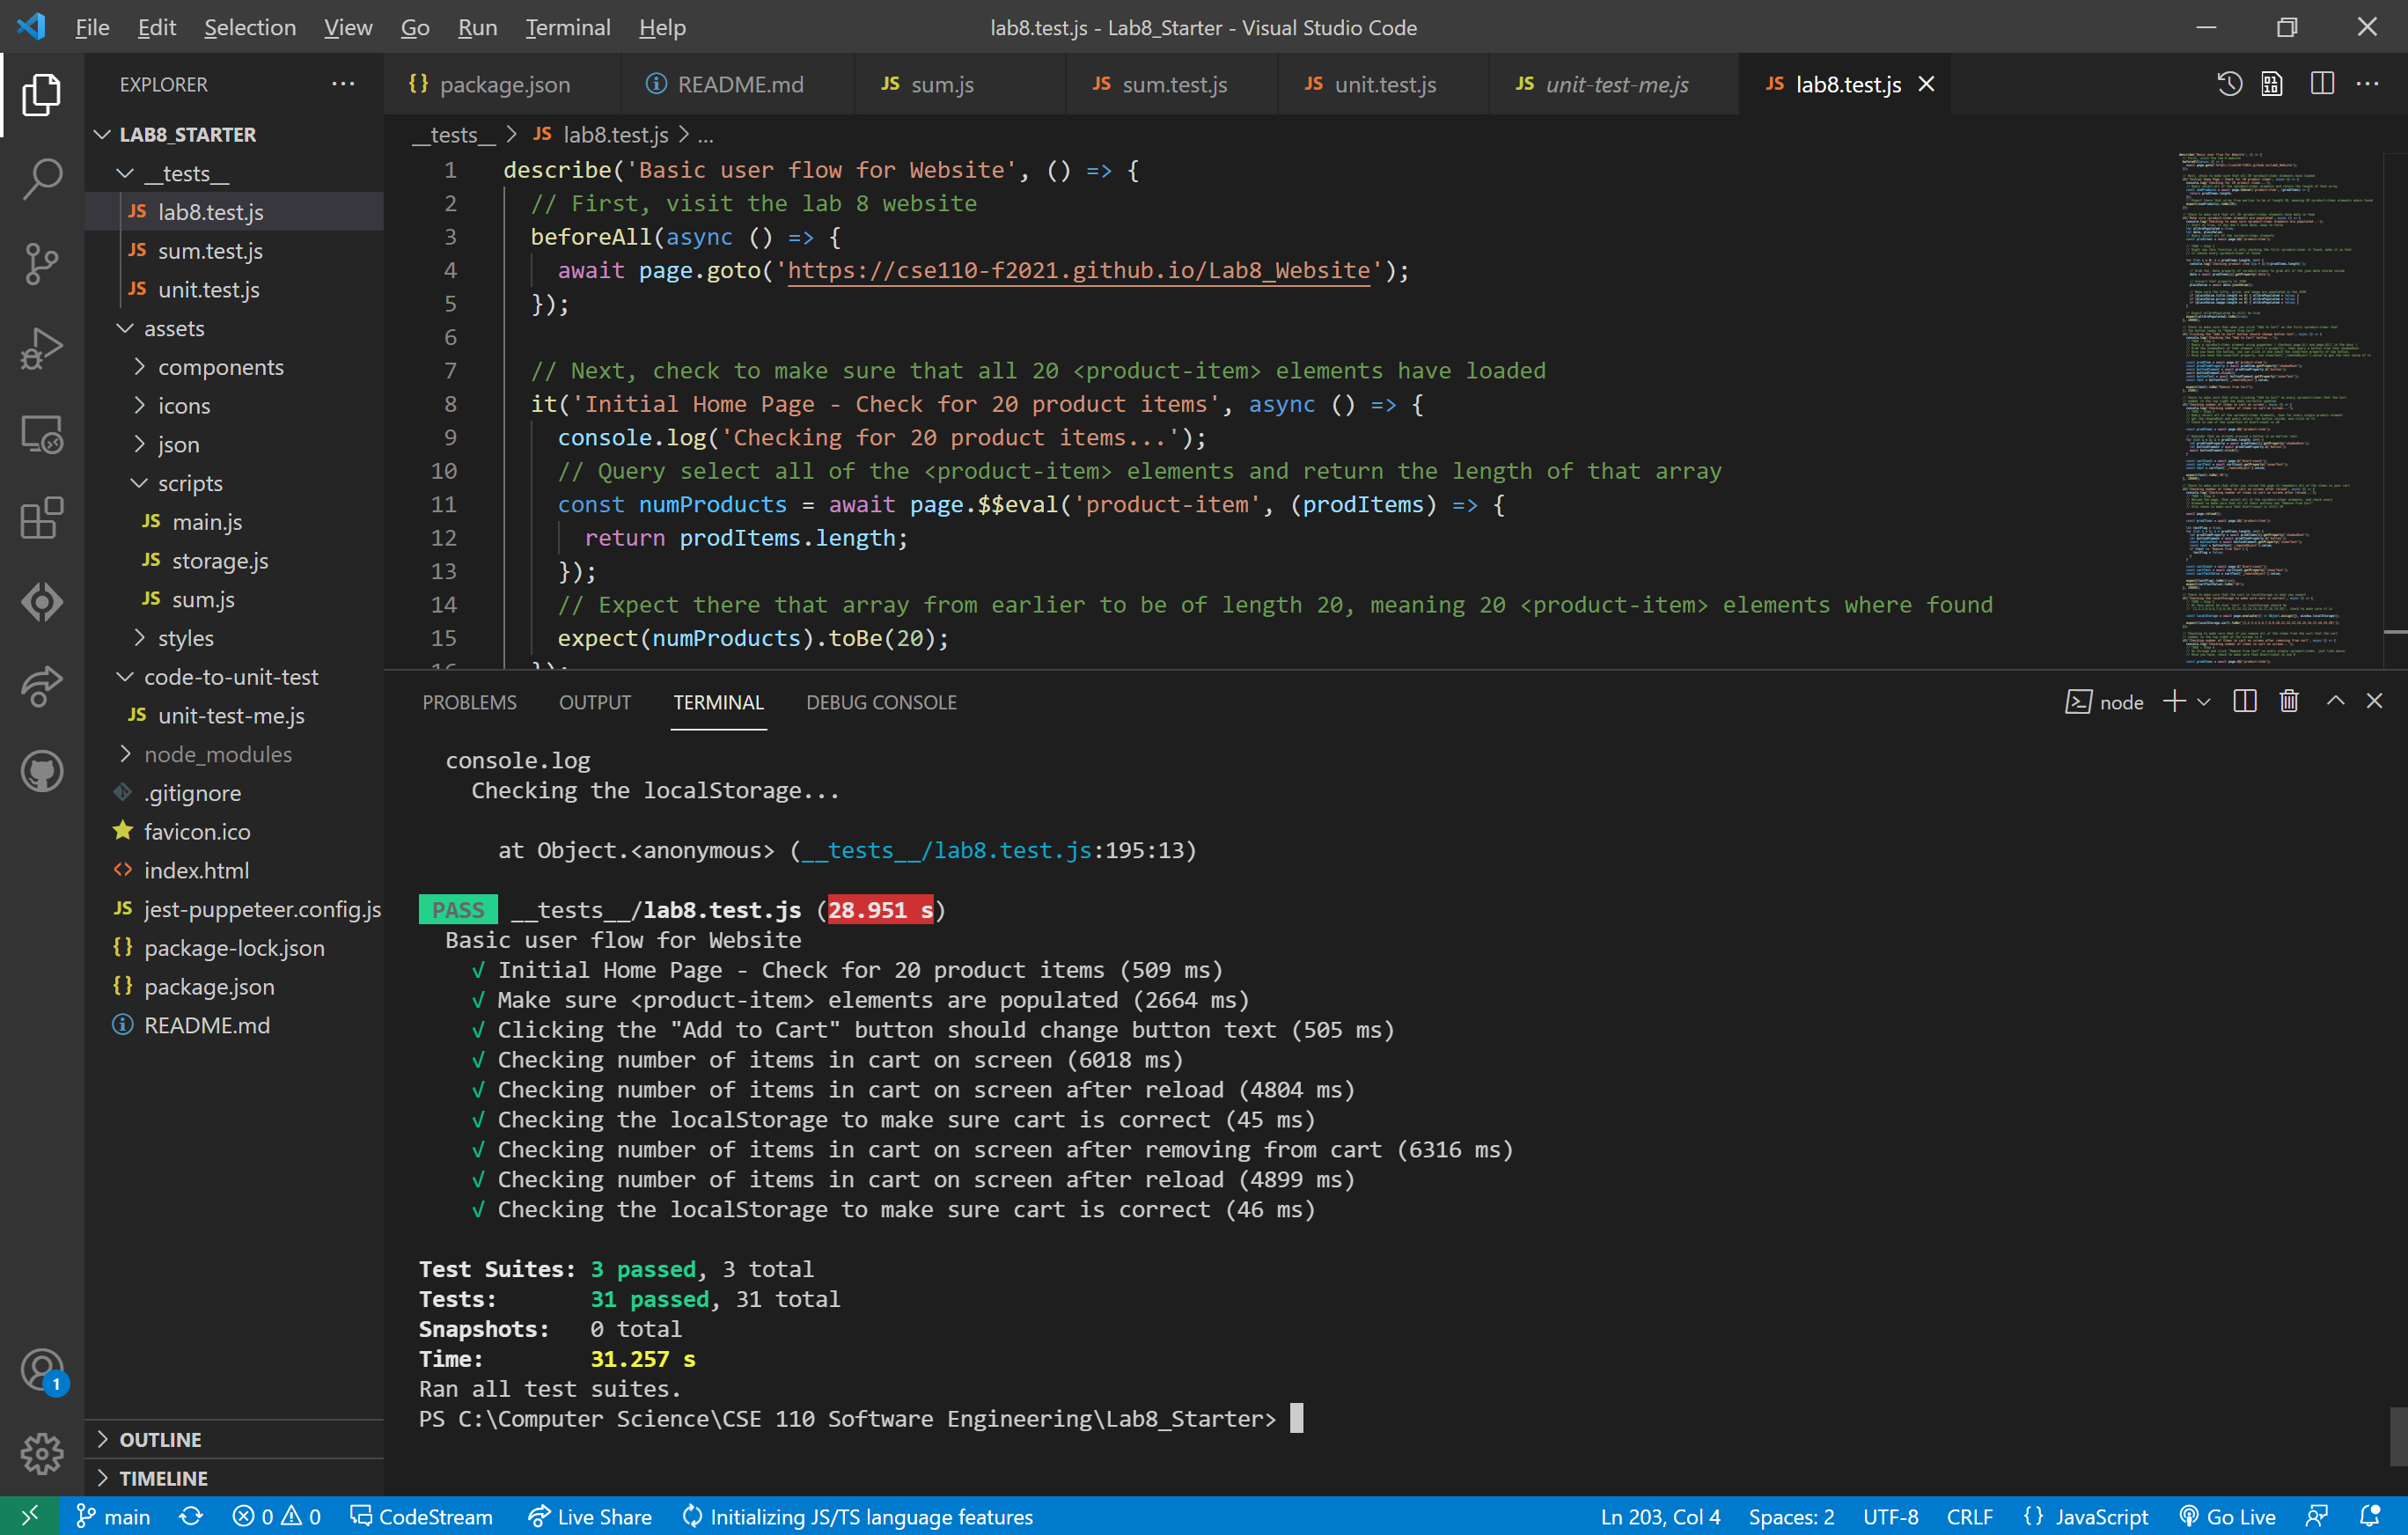 File Edit Selection View Go Run Terminal Help
lab8.test.js - Lab8_Starter - Visual Studio Code
EXPLORER
LAB8_STARTER
__tests__
JS lab8.test.js
JS sum.test.js
JS unit.test.js
assets
components
icons
json
scripts
JS main.js
JS storage.js
JS sum.js
styles
code-to-unit-test
JS unit-test-me.js
node_modules
.gitignore
favicon.ico
index.html
JS jest-puppeteer.config.js
{} package-lock.json
{} package.json
README.md
OUTLINE
TIMELINE
1
{} package.json README.md JS sum.js JS sum.test.js JS unit.test.js JS unit-test-me.js JS lab8.test.js
__tests__ > JS lab8.test.js > ...
1 describe('Basic user flow for Website', () => {
2 // First, visit the lab 8 website
3 beforeAll(async () => {
4 await page.goto('https://cse110-f2021.github.io/Lab8_Website');
5 });
6
7 // Next, check to make sure that all 20 <product-item> elements have loaded
8 it('Initial Home Page - Check for 20 product items', async () => {
9 console.log('Checking for 20 product items...');
10 // Query select all of the <product-item> elements and return the length of that array
11 const numProducts = await page.$$eval('product-item', (prodItems) => {
12 return prodItems.length;
13 });
14 // Expect there that array from earlier to be of length 20, meaning 20 <product-item> elements where found
15 expect(numProducts).toBe(20);
16 });
PROBLEMS OUTPUT TERMINAL DEBUG CONSOLE
node
console.log
Checking the localStorage...
at Object.<anonymous> (__tests__/lab8.test.js:195:13)
PASS __tests__/lab8.test.js (28.951 s)
Basic user flow for Website
√ Initial Home Page - Check for 20 product items (509 ms)
√ Make sure <product-item> elements are populated (2664 ms)
√ Clicking the "Add to Cart" button should change button text (505 ms)
√ Checking number of items in cart on screen (6018 ms)
√ Checking number of items in cart on screen after reload (4804 ms)
√ Checking the localStorage to make sure cart is correct (45 ms)
√ Checking number of items in cart on screen after removing from cart (6316 ms)
√ Checking number of items in cart on screen after reload (4899 ms)
√ Checking the localStorage to make sure cart is correct (46 ms)
Test Suites: 3 passed, 3 total
Tests: 31 passed, 31 total
Snapshots: 0 total
Time: 31.257 s
Ran all test suites.
PS C:\Computer Science\CSE 110 Software Engineering\Lab8_Starter>
main 0 0 CodeStream Live Share Initializing JS/TS language features Ln 203, Col 4 Spaces: 2 UTF-8 CRLF {} JavaScript Go Live